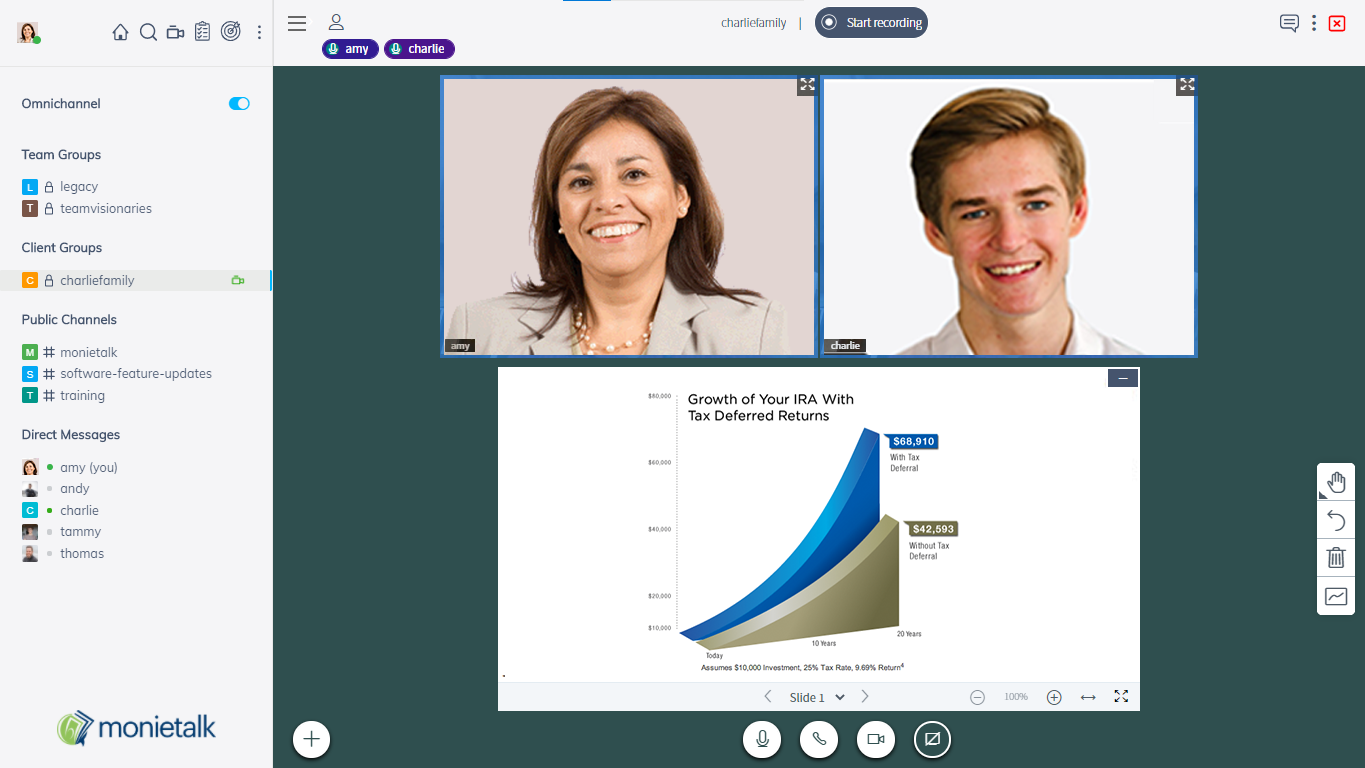 Omnichannel
Team Groups
L legacy
T teamvisionaries
Client Groups
C charliefamily
Public Channels
M # monietalk
S # software-feature-updates
T # training
Direct Messages
amy (you)
andy
C charlie
tammy
thomas
monietalk
amy charlie
charliefamily | Start recording
amy
charlie
Growth of Your IRA With
Tax Deferred Returns
$80,000
$60,000
$40,000
$20,000
$10,000
$68,910
With Tax
Deferral
$42,593
Without Tax
Deferral
Today
10 Years
20 Years
Assumes $10,000 Investment, 25% Tax Rate, 9.69% Return4
Slide 1
100%